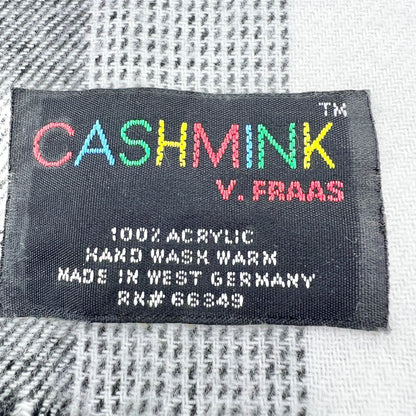 CASHMINK™
V. FRAAS
100% ACRYLIC
HAND WASH WARM
MADE IN WEST GERMANY
RN# 66349